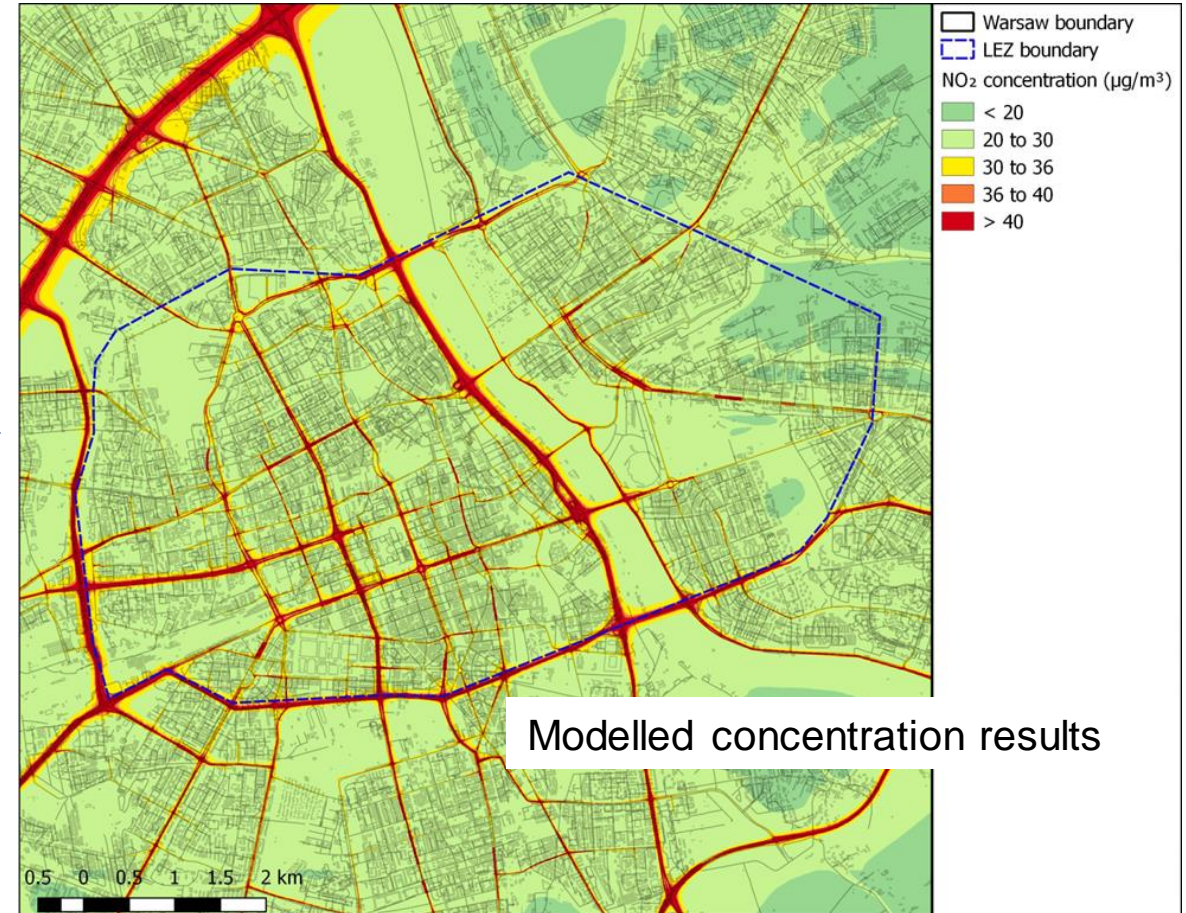 Warsaw boundary
LEZ boundary
NO₂ concentration (µg/m³)
< 20
20 to 30
30 to 36
36 to 40
> 40
Modelled concentration results
0.5 0 0.5 1 1.5 2 km